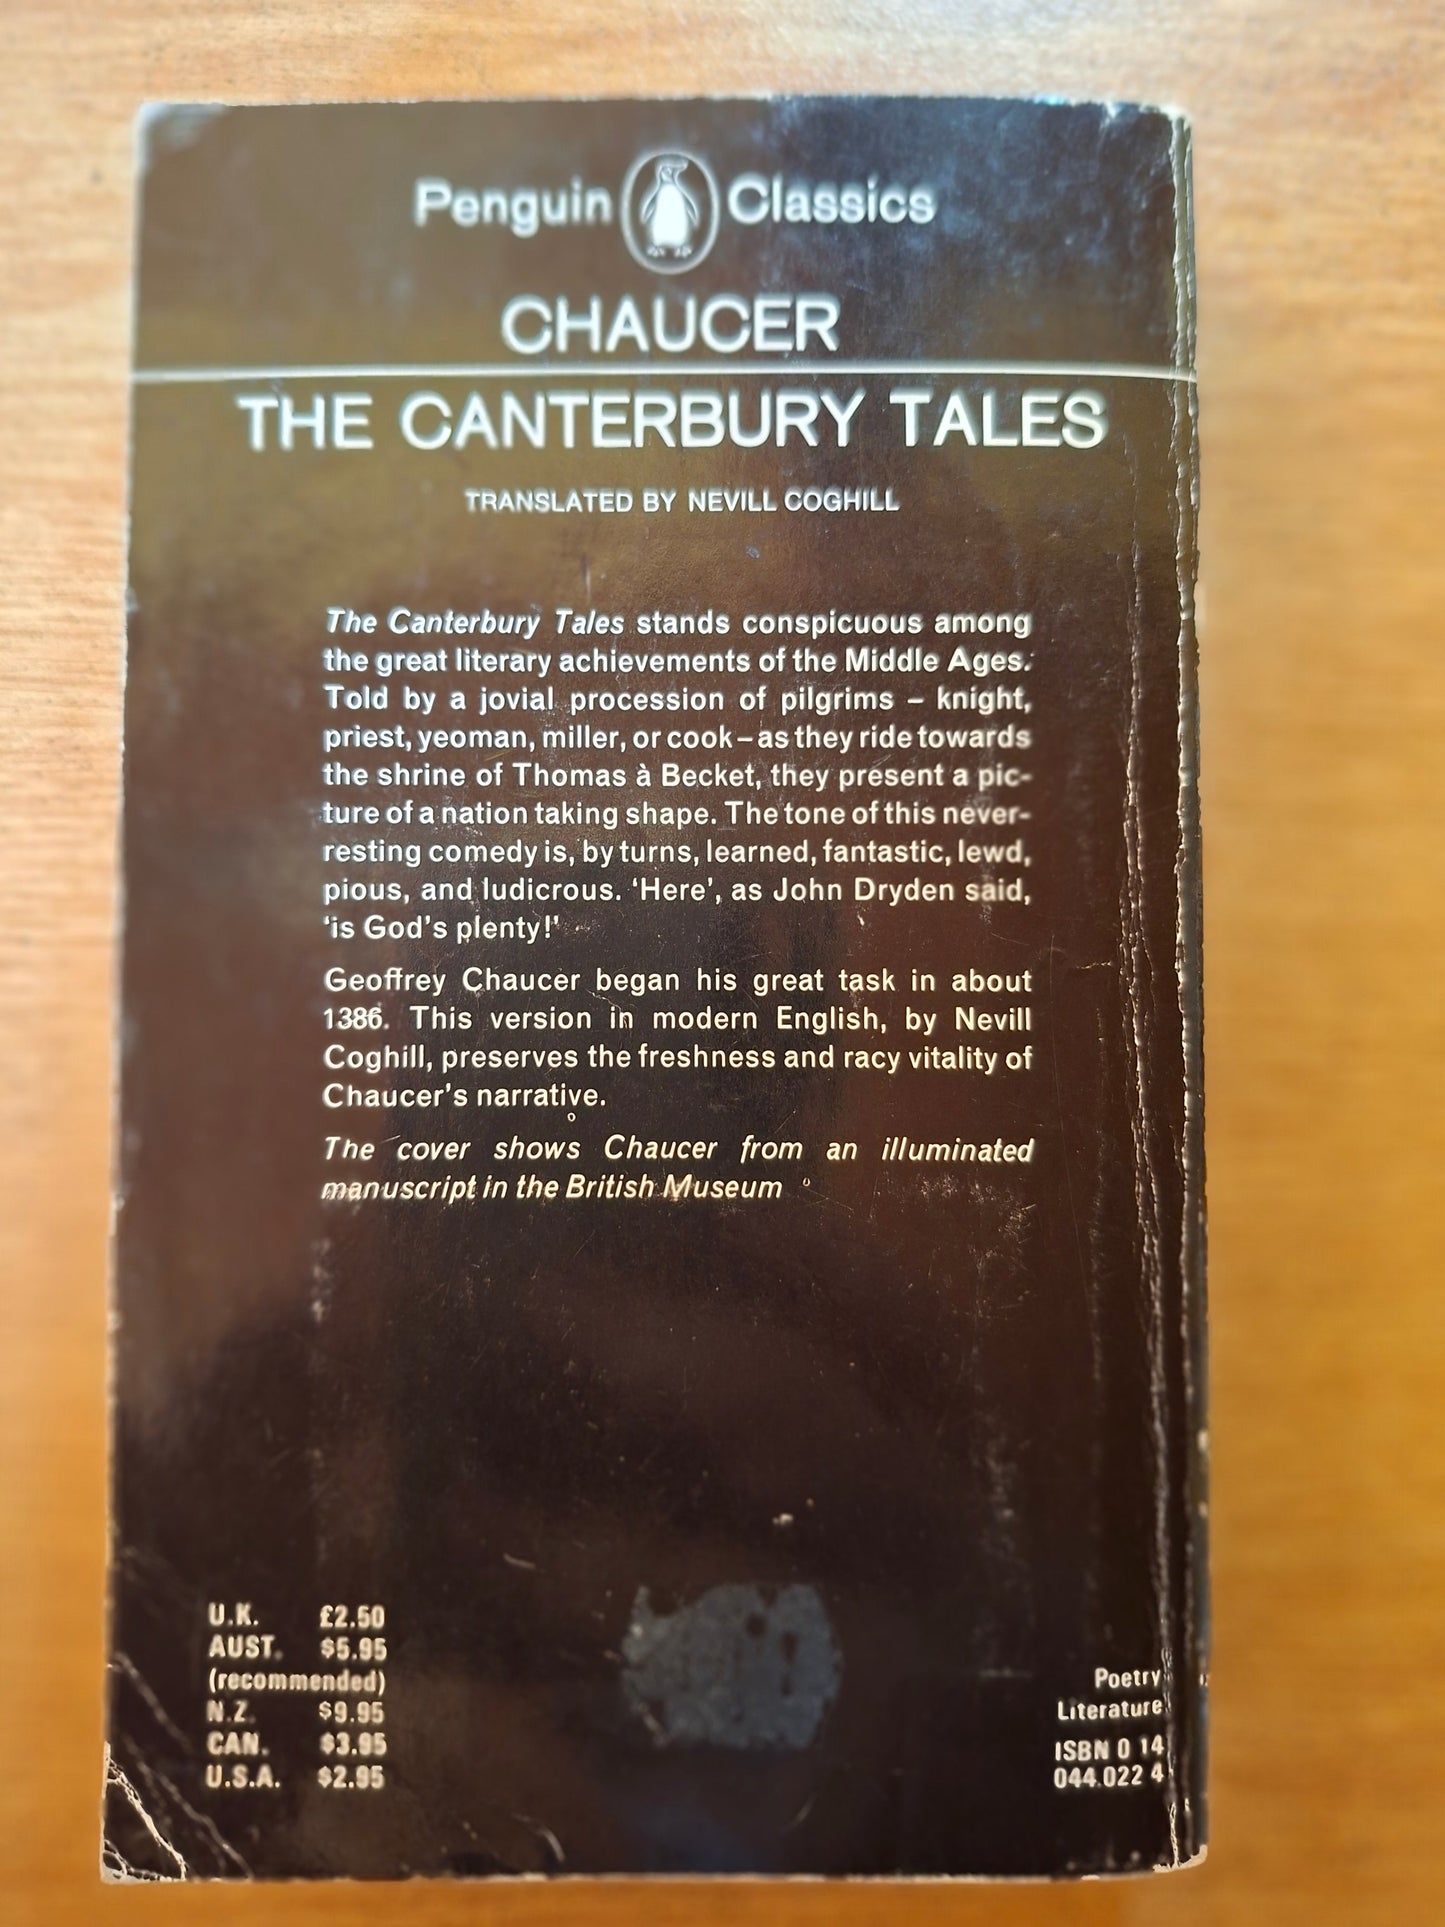 Penguin Classics
CHAUCER
THE CANTERBURY TALES
TRANSLATED BY NEVILL COGHILL
The Canterbury Tales stands conspicuous among
the great literary achievements of the Middle Ages.
Told by a jovial procession of pilgrims – knight,
priest, yeoman, miller, or cook – as they ride towards
the shrine of Thomas à Becket, they present a pic-
ture of a nation taking shape. The tone of this never-
resting comedy is, by turns, learned, fantastic, lewd,
pious, and ludicrous. ‘Here’, as John Dryden said,
‘is God’s plenty!’
Geoffrey Chaucer began his great task in about
1386. This version in modern English, by Nevill
Coghill, preserves the freshness and racy vitality of
Chaucer’s narrative.
The cover shows Chaucer from an illuminated
manuscript in the British Museum
U.K. £2.50
AUST. $5.95
(recommended)
N.Z. $9.95
CAN. $3.95
U.S.A. $2.95
Poetry
Literature
ISBN 0 14
044.022 4